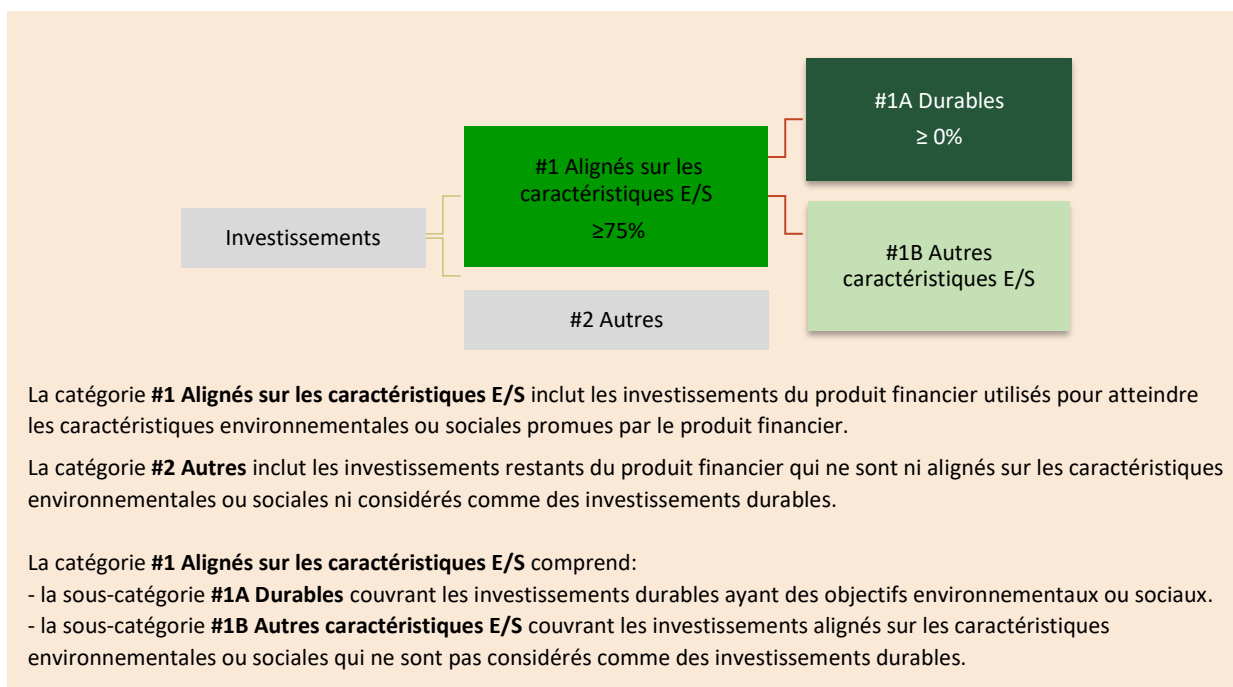 #1A Durables
≥ 0%
#1 Alignés sur les
caractéristiques E/S
≥75%
Investissements
#1B Autres
caractéristiques E/S
#2 Autres
La catégorie #1 Alignés sur les caractéristiques E/S inclut les investissements du produit financier utilisés pour atteindre
les caractéristiques environnementales ou sociales promues par le produit financier.
La catégorie #2 Autres inclut les investissements restants du produit financier qui ne sont ni alignés sur les caractéristiques
environnementales ou sociales ni considérés comme des investissements durables.
La catégorie #1 Alignés sur les caractéristiques E/S comprend:
- la sous-catégorie #1A Durables couvrant les investissements durables ayant des objectifs environnementaux ou sociaux.
- la sous-catégorie #1B Autres caractéristiques E/S couvrant les investissements alignés sur les caractéristiques
environnementales ou sociales qui ne sont pas considérés comme des investissements durables.